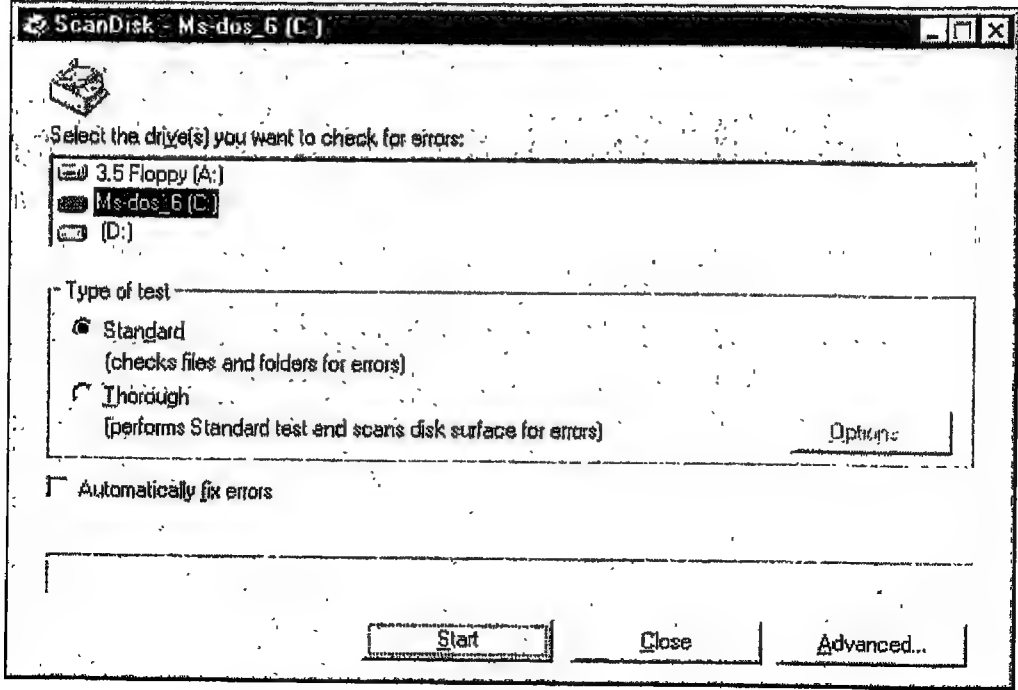 ScanDisk - Ms-dos_6 (C:)
Select the drive(s) you want to check for errors:
3.5 Floppy (A:)
Ms-dos_6 (C:)
(D:)
Type of test
Standard
(checks files and folders for errors)
Thorough
(performs Standard test and scans disk surface for errors)
Options
Automatically fix errors
Start Close Advanced...